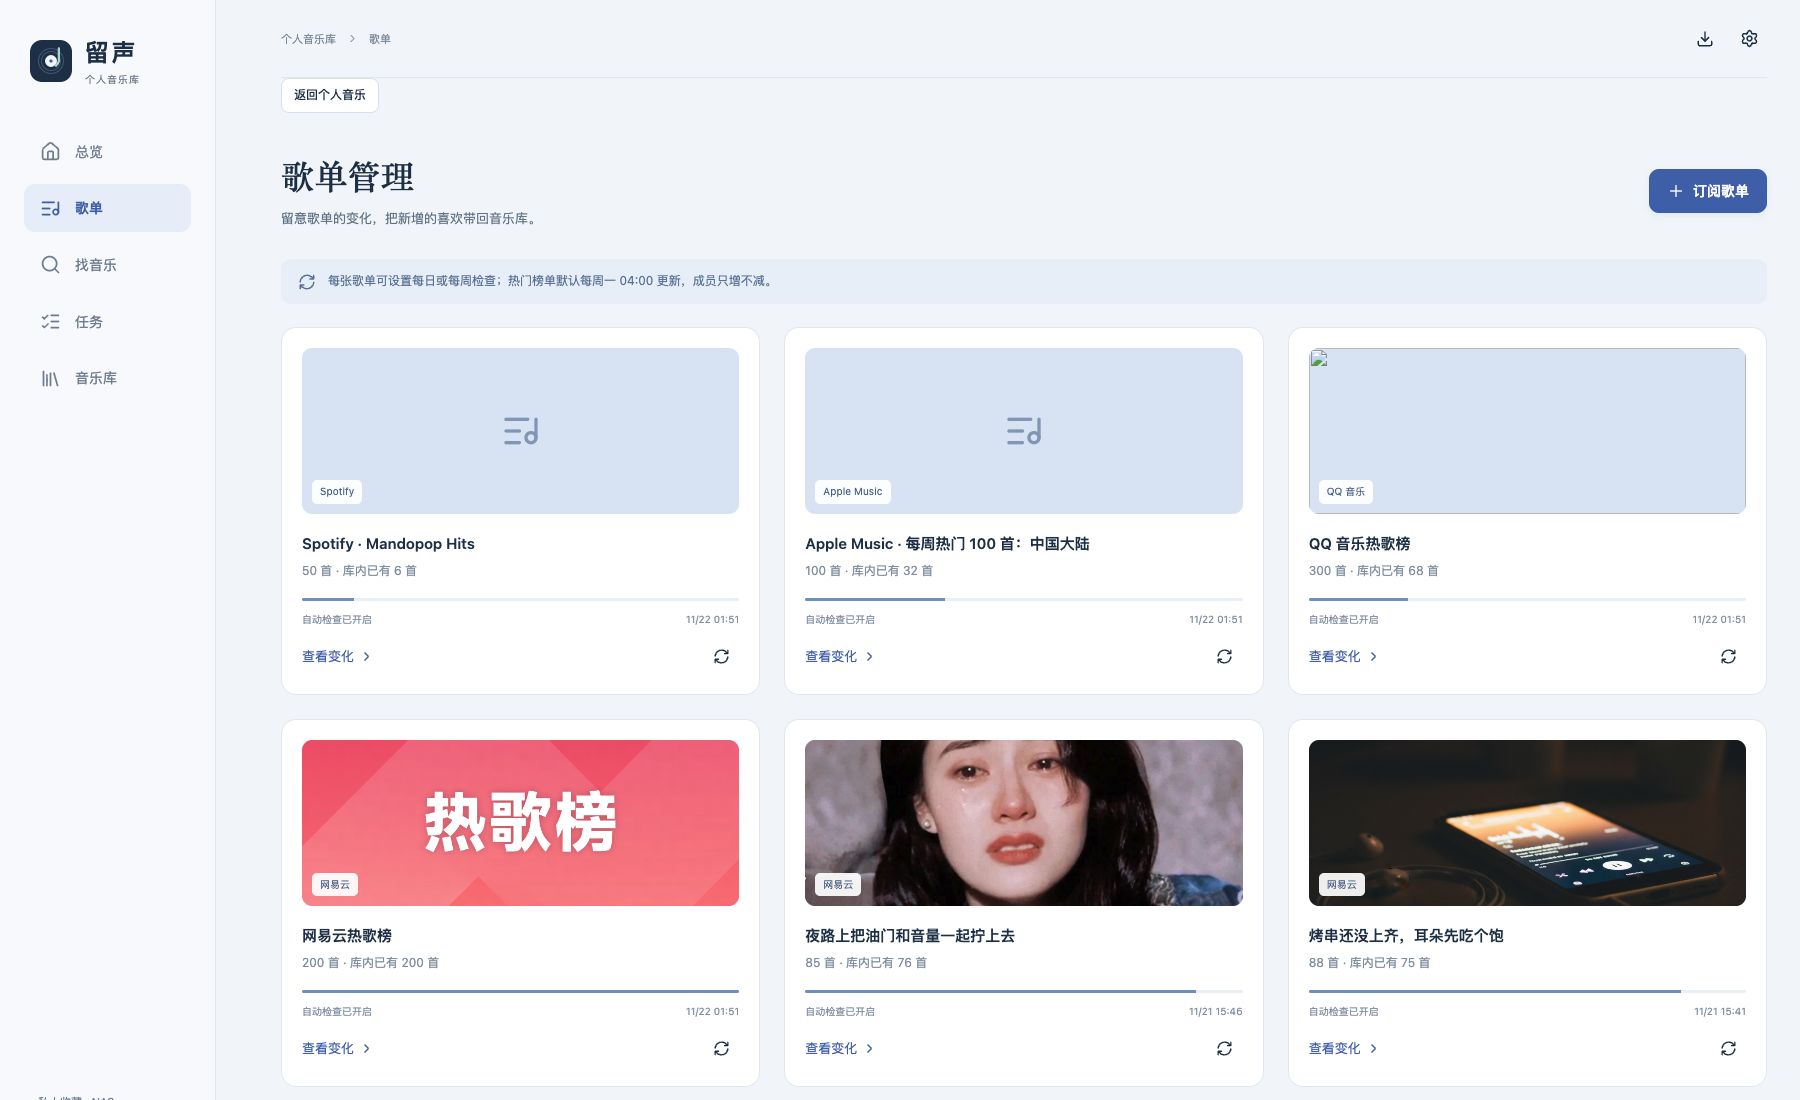 留声
个人音乐库
总览
歌单
找音乐
任务
音乐库
个人音乐库 > 歌单
返回个人音乐
歌单管理
留意歌单的变化，把新增的喜欢带回音乐库。
订阅歌单
每张歌单可设置每日或每周检查；热门榜单默认每周一 04:00 更新，成员只增不减。
Spotify
Spotify · Mandopop Hits
50 首 · 库内已有 6 首
自动检查已开启 11/22 01:51
查看变化
Apple Music
Apple Music · 每周热门 100 首：中国大陆
100 首 · 库内已有 32 首
自动检查已开启 11/22 01:51
查看变化
QQ 音乐
QQ 音乐热歌榜
300 首 · 库内已有 68 首
自动检查已开启 11/22 01:51
查看变化
热歌榜
网易云
网易云热歌榜
200 首 · 库内已有 200 首
自动检查已开启 11/22 01:51
查看变化
网易云
夜路上把油门和音量一起拧上去
85 首 · 库内已有 76 首
自动检查已开启 11/21 15:46
查看变化
网易云
烤串还没上齐，耳朵先吃个饱
88 首 · 库内已有 75 首
自动检查已开启 11/21 15:41
查看变化